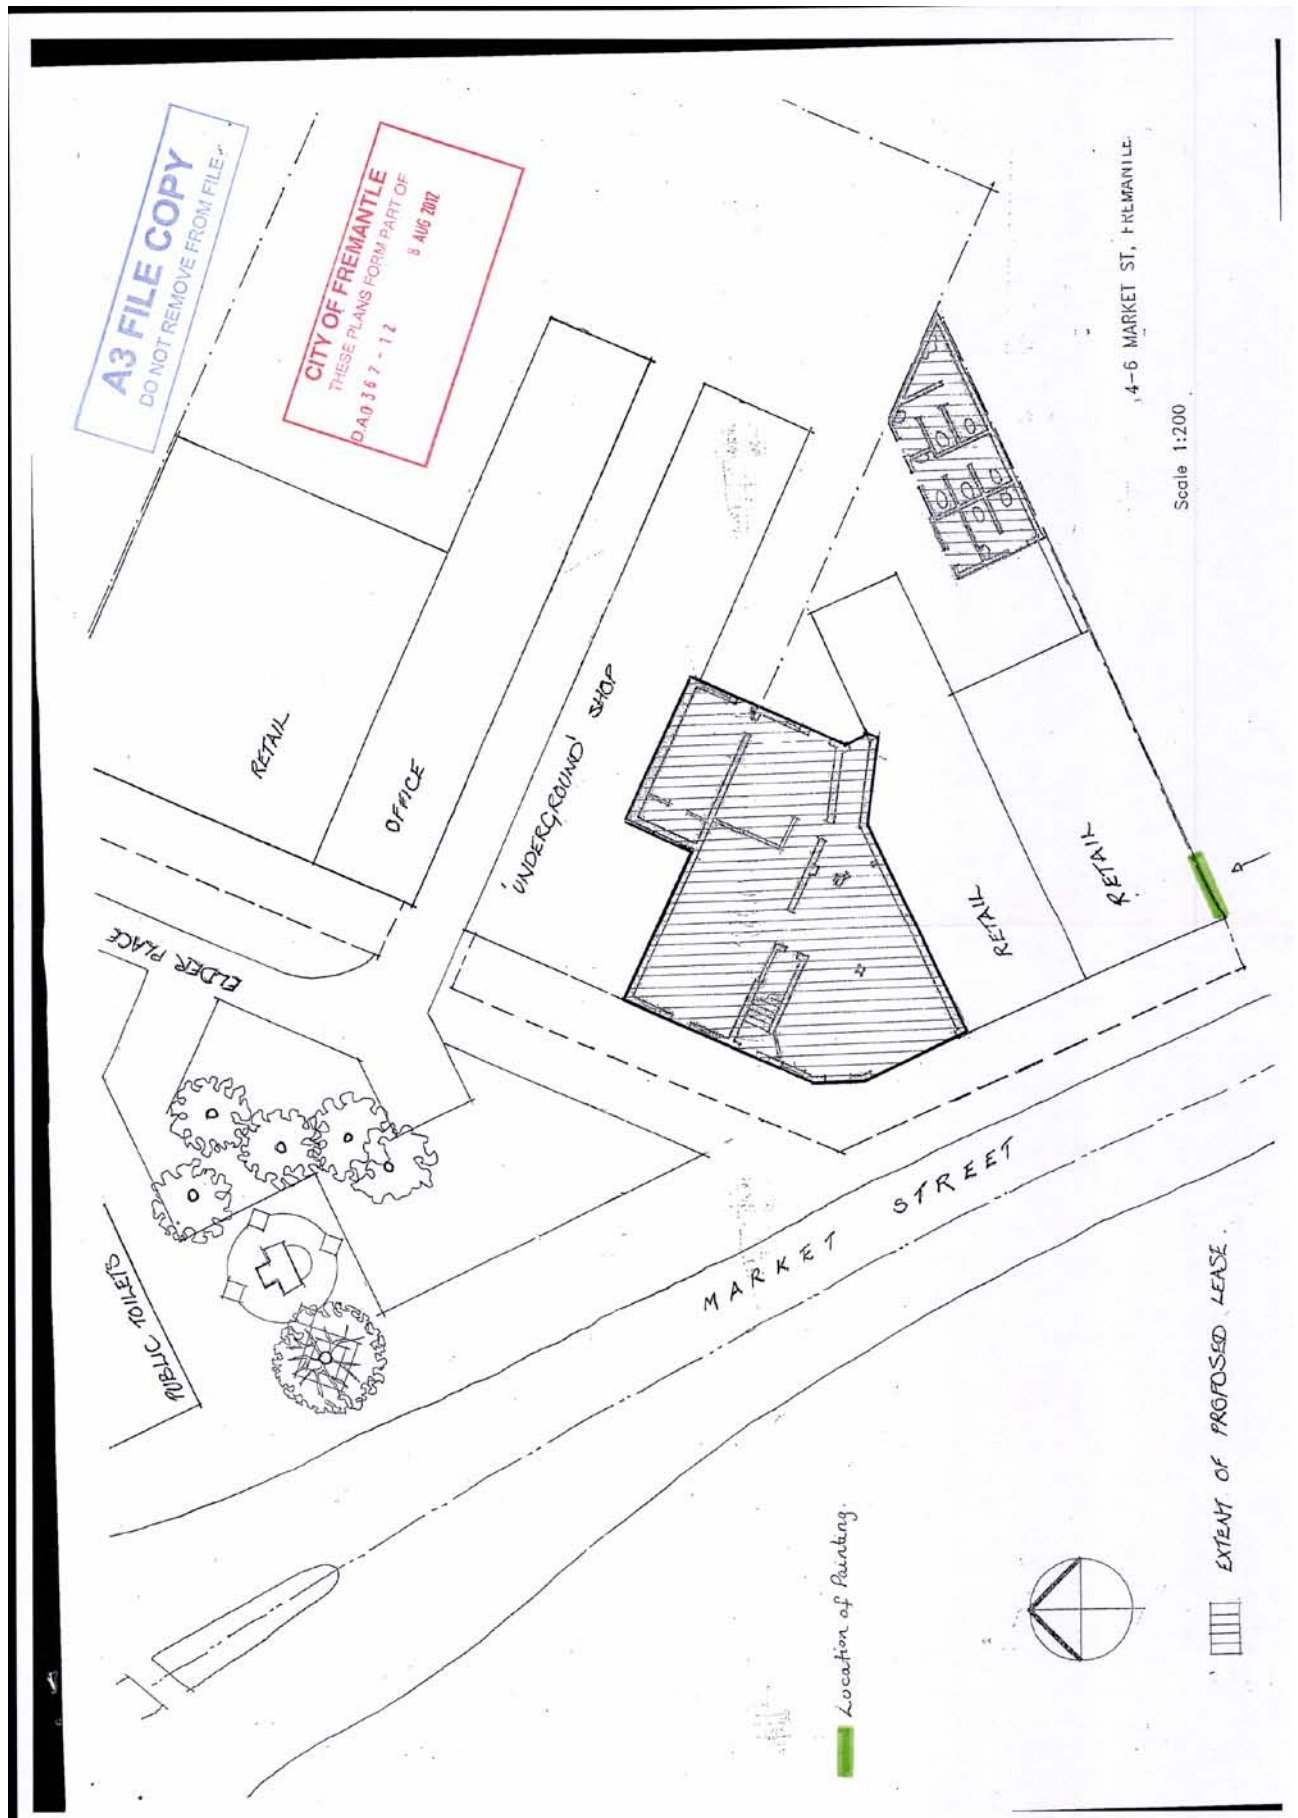 A3 FILE COPY
DO NOT REMOVE FROM FILE
CITY OF FREMANTLE
THESE PLANS FORM PART OF
D.A0367-12
8 AUG 2012
RETAIL
OFFICE
'UNDERGROUND' SHOP
ELDER PLACE
PUBLIC TOILETS
RETAIL
RETAIL
MARKET STREET
4-6 MARKET ST, FREMANTLE
Scale 1:200
Location of Painting.
EXTENT OF PROPOSED LEASE.